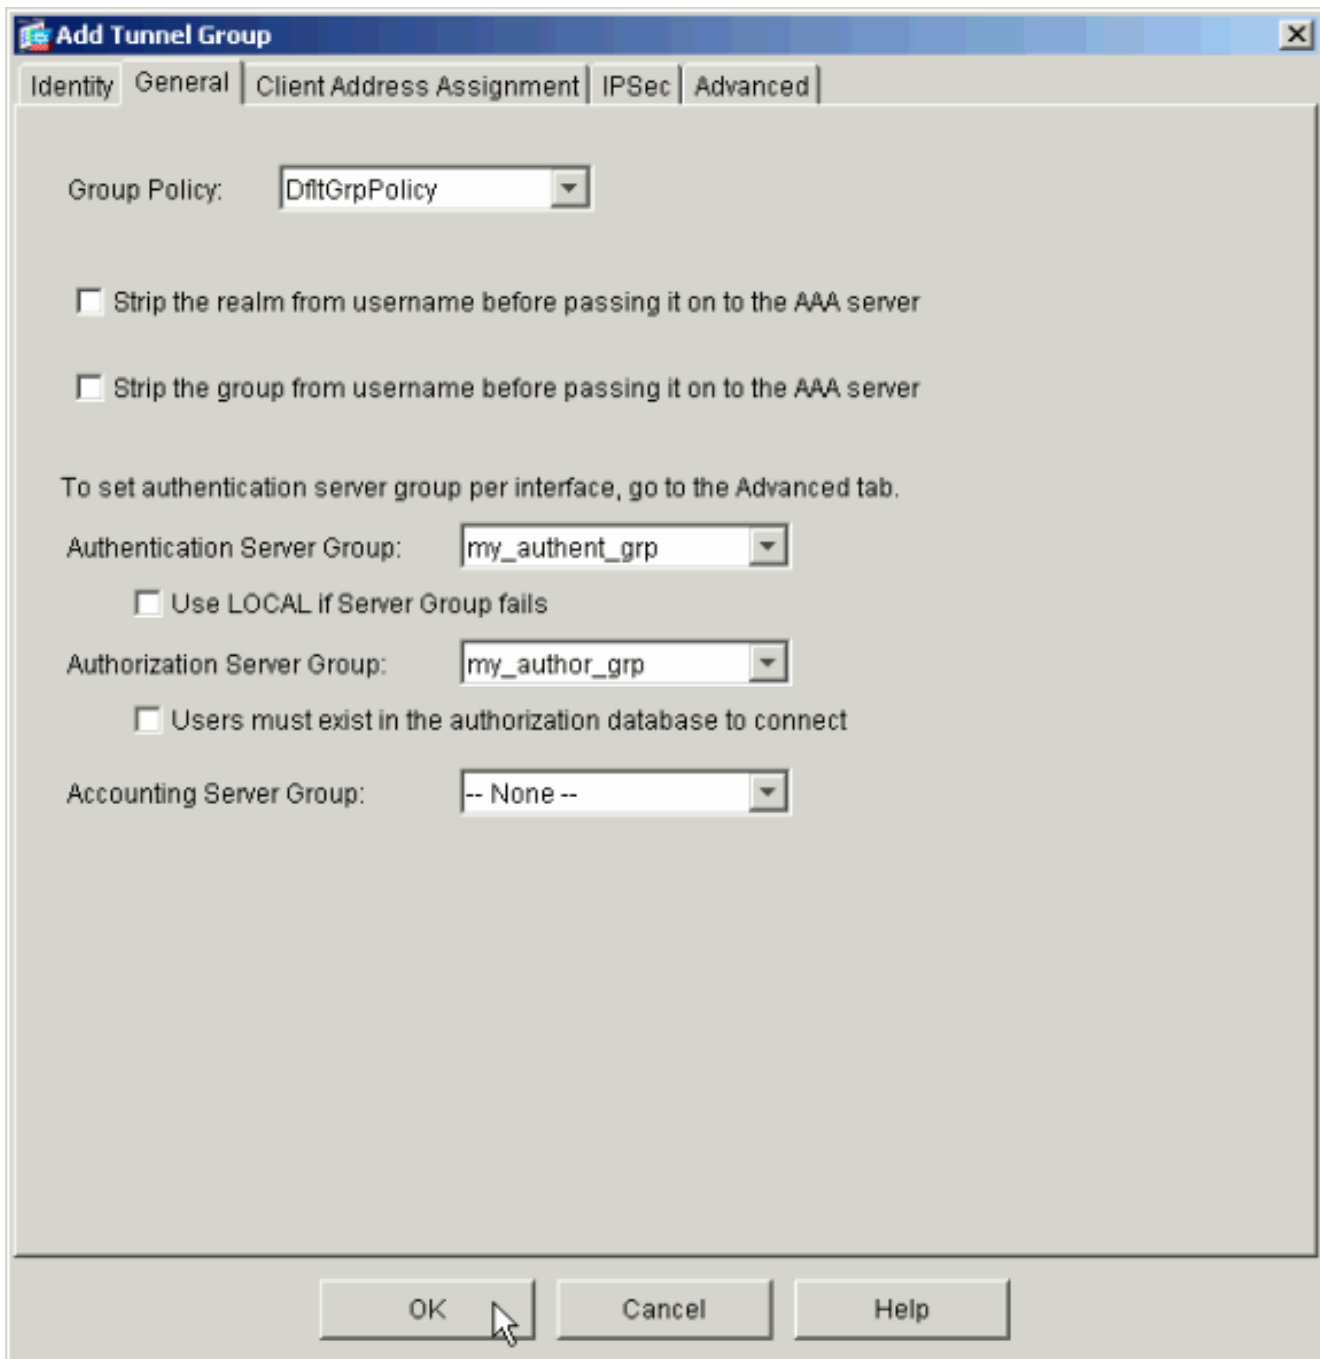 Add Tunnel Group
Identity General Client Address Assignment IPSec Advanced
Group Policy: DfltGrpPolicy
Strip the realm from username before passing it on to the AAA server
Strip the group from username before passing it on to the AAA server
To set authentication server group per interface, go to the Advanced tab.
Authentication Server Group: my_authent_grp
Use LOCAL if Server Group fails
Authorization Server Group: my_author_grp
Users must exist in the authorization database to connect
Accounting Server Group: -- None --
OK Cancel Help